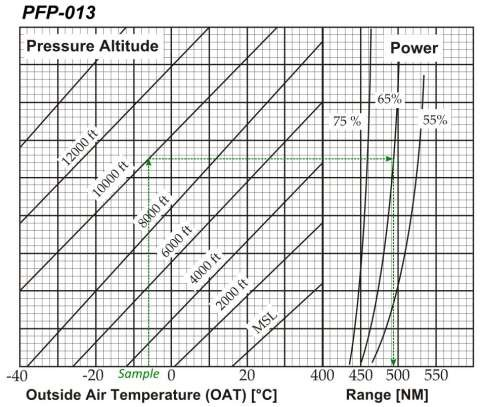 PFP-013
Pressure Altitude
Power
65%
75 %
55%
12000 ft
10000 ft
8000 ft
6000 ft
4000 ft
2000 ft
MSL
-40 -20 Sample 0 20 400 450 500 550
Outside Air Temperature (OAT) [°C] Range [NM]